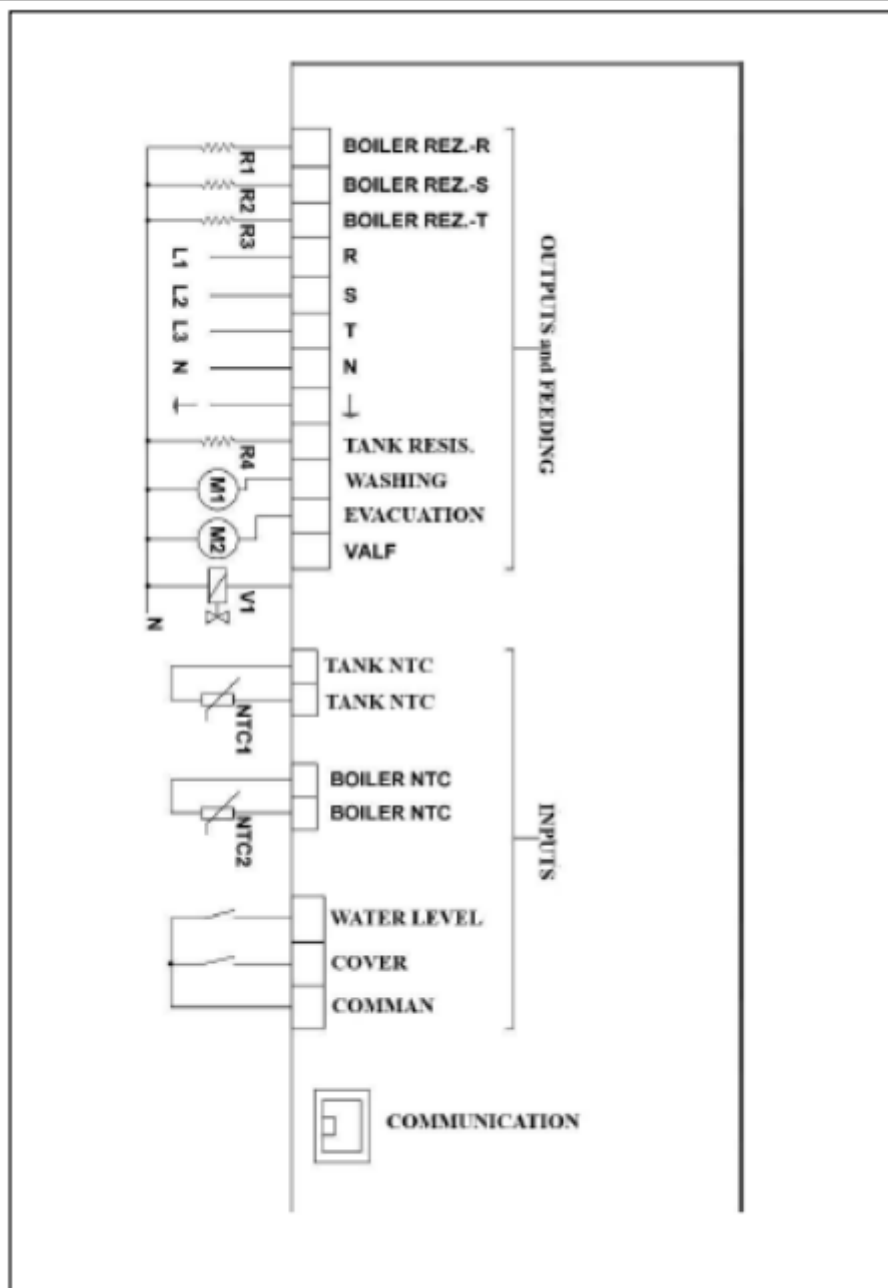 R1
BOILER REZ.-R
R2
BOILER REZ.-S
R3
BOILER REZ.-T
L1
R
L2
S
L3
T
N
N
OUTPUTS and FEEDING
R4
TANK RESIS.
M1
WASHING
M2
EVACUATION
VALF
V1
N
TANK NTC
NTC1
TANK NTC
BOILER NTC
NTC2
BOILER NTC
INPUTS
WATER LEVEL
COVER
COMMAN
COMMUNICATION